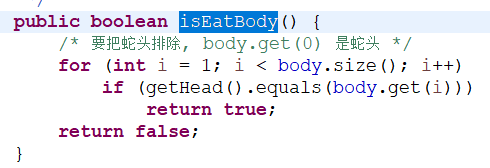 public boolean isEatBody() {
/* 要把蛇头排除, body.get(0) 是蛇头 */
for (int i = 1; i < body.size(); i++)
if (getHead().equals(body.get(i)))
return true;
return false;
}